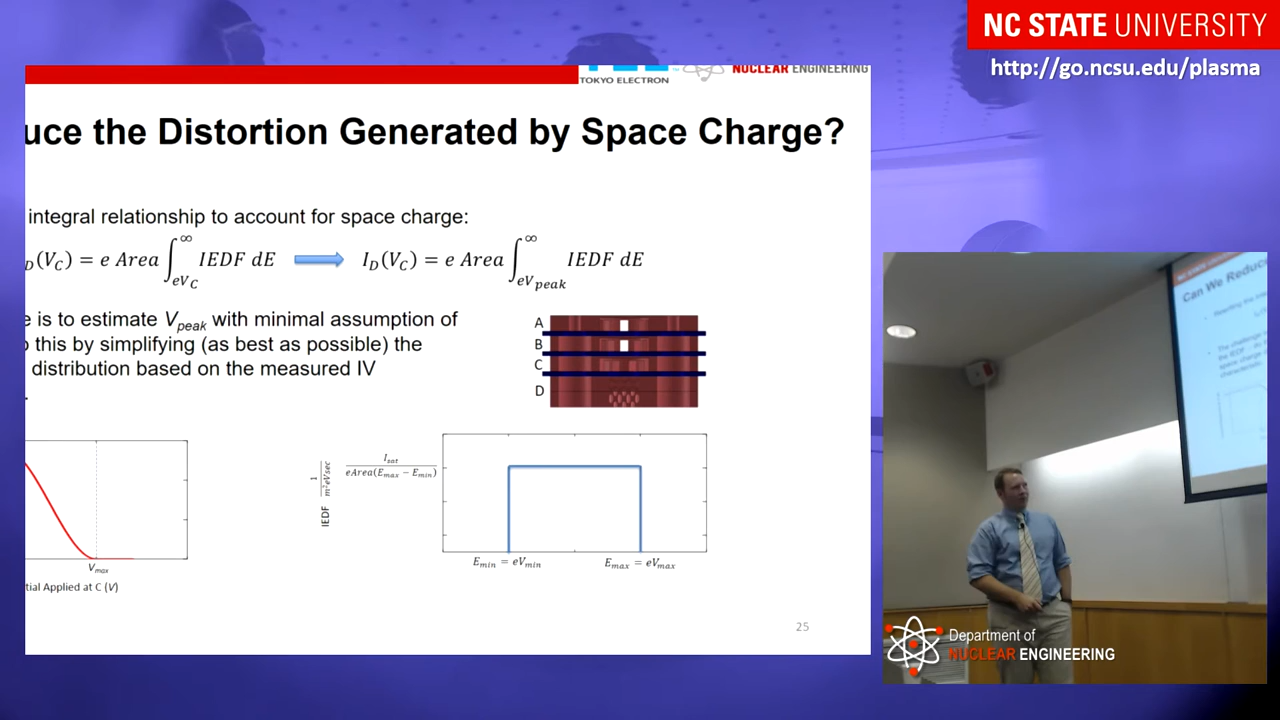 NC STATE UNIVERSITY
http://go.ncsu.edu/plasma
TOKYO ELECTRON
NUCLEAR ENGINEERING
uce the Distortion Generated by Space Charge?
integral relationship to account for space charge:
D(VC) = e Area ∫eVC∞ IEDF dE
ID(VC) = e Area ∫eVpeak∞ IEDF dE
e is to estimate Vpeak with minimal assumption of
o this by simplifying (as best as possible) the
distribution based on the measured IV
A
B
C
D
Vmax
tial Applied at C (V)
IEDF 1/m²eVsec
Isat/eArea(Emax − Emin)
Emin = eVmin
Emax = eVmax
25
Can We Reduce
Department of
NUCLEAR ENGINEERING